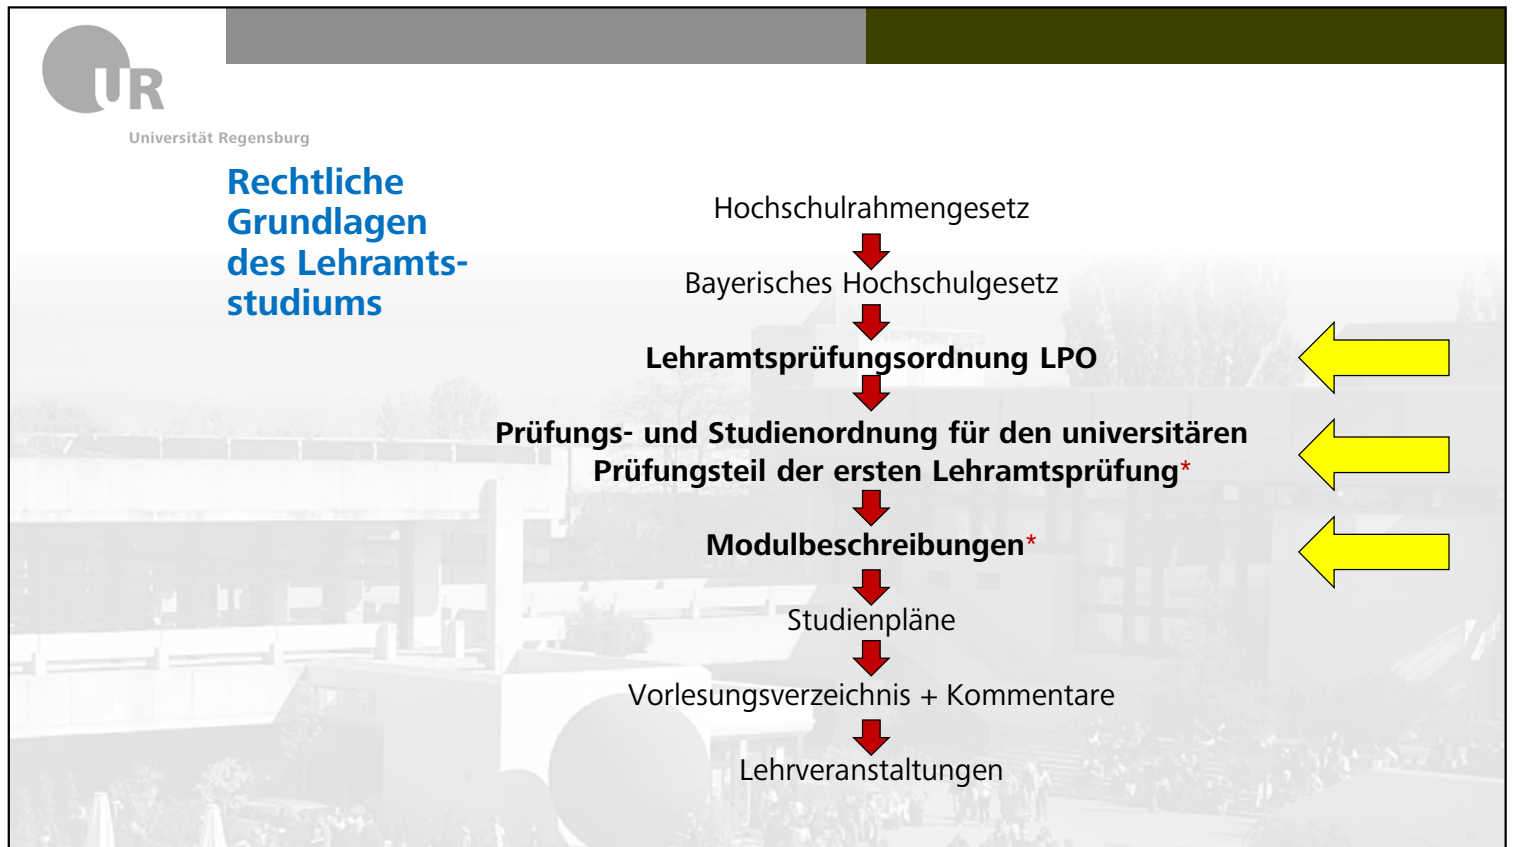 UR
Universität Regensburg
Rechtliche
Grundlagen
des Lehramts-
studiums
Hochschulrahmengesetz
Bayerisches Hochschulgesetz
Lehramtsprüfungsordnung LPO
Prüfungs- und Studienordnung für den universitären
Prüfungsteil der ersten Lehramtsprüfung*
Modulbeschreibungen*
Studienpläne
Vorlesungsverzeichnis + Kommentare
Lehrveranstaltungen